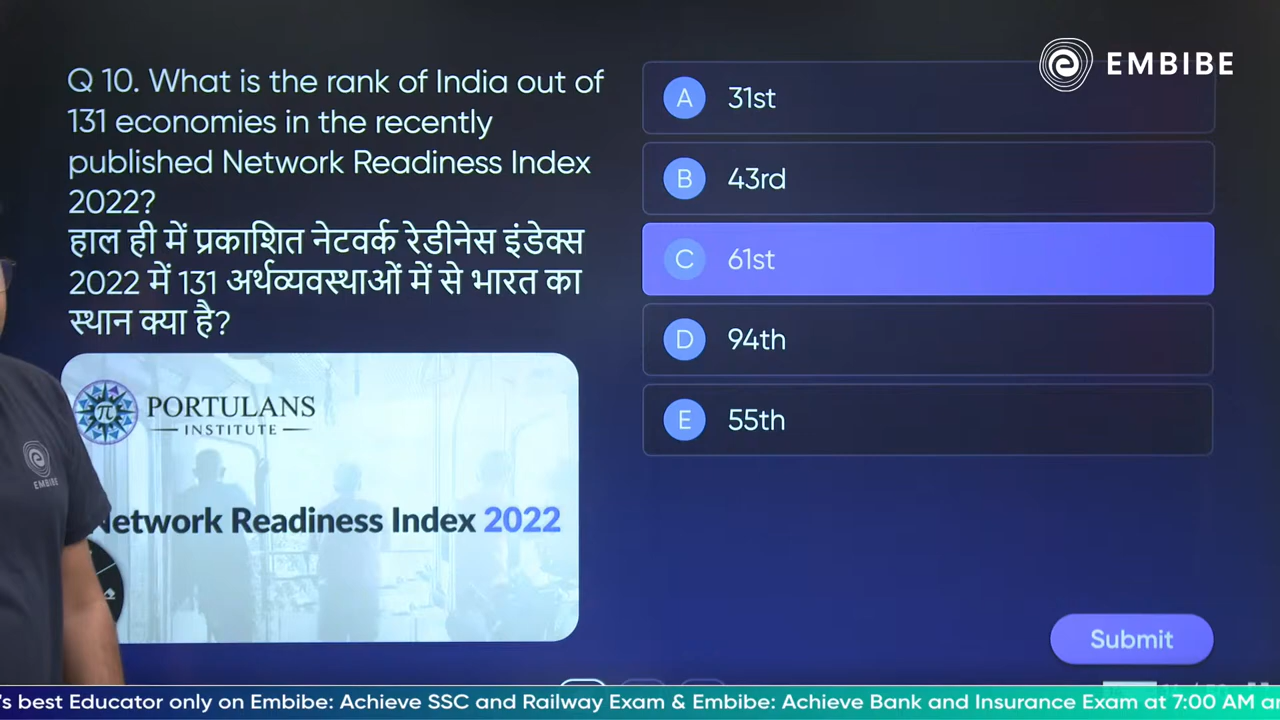 EMBIBE
Q 10. What is the rank of India out of
131 economies in the recently
published Network Readiness Index
2022?
हाल ही में प्रकाशित नेटवर्क रेडीनेस इंडेक्स
2022 में 131 अर्थव्यवस्थाओं में से भारत का
स्थान क्या है?
A 31st
B 43rd
C 61st
D 94th
E 55th
π
PORTULANS
INSTITUTE
Network Readiness Index 2022
EMBIBE
Submit
's best Educator only on Embibe: Achieve SSC and Railway Exam & Embibe: Achieve Bank and Insurance Exam at 7:00 AM